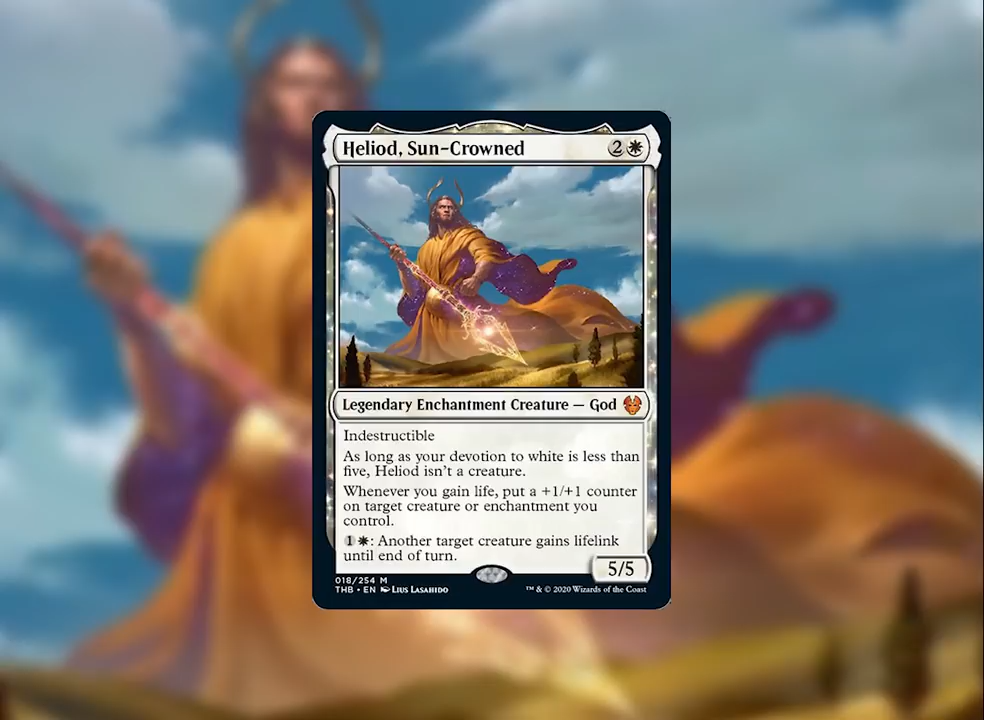 Heliod, Sun-Crowned 2
Legendary Enchantment Creature — God
Indestructible
As long as your devotion to white is less than
five, Heliod isn't a creature.
Whenever you gain life, put a +1/+1 counter
on target creature or enchantment you
control.
1 : Another target creature gains lifelink
until end of turn.
5/5
018/254 M
THB • EN Lius Lasahido
™ & © 2020 Wizards of the Coast